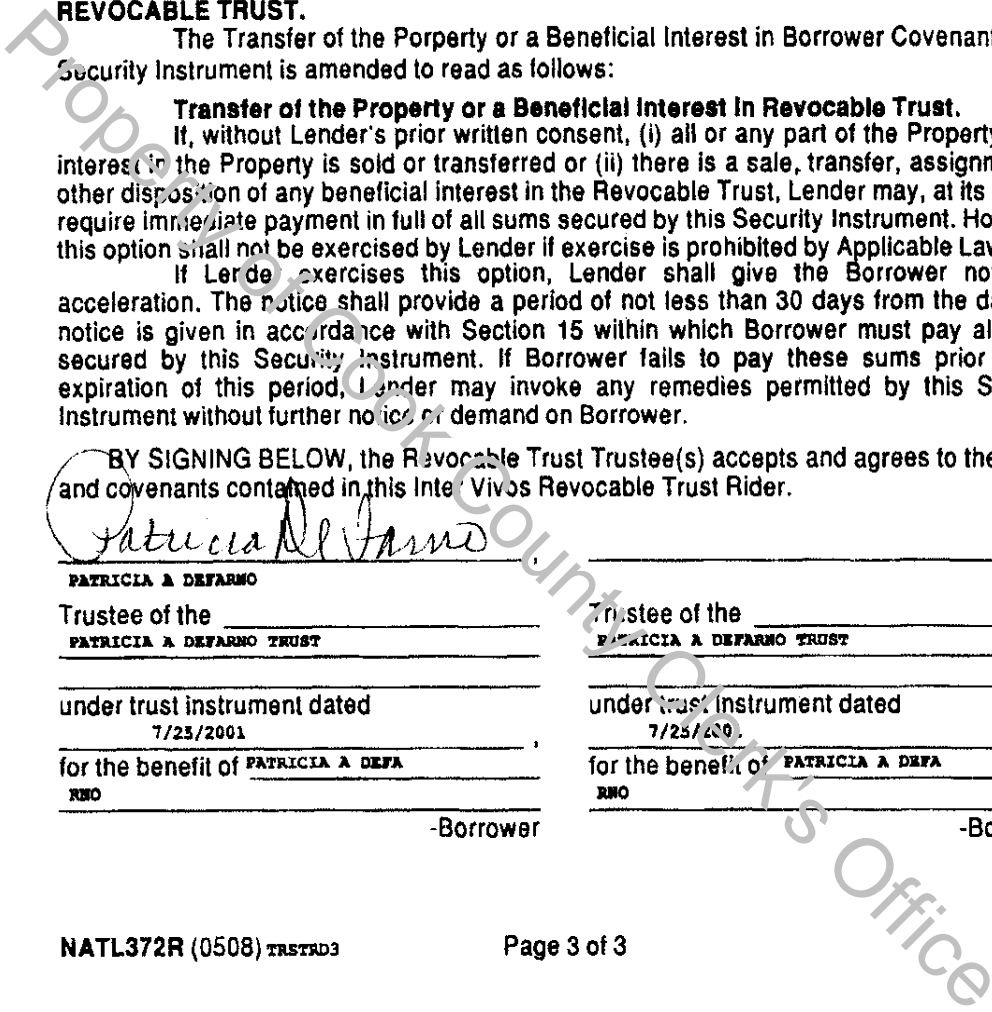 REVOCABLE TRUST.
The Transfer of the Porperty or a Beneficial Interest in Borrower Covenant
Security Instrument is amended to read as follows:
Transfer of the Property or a Beneficial Interest in Revocable Trust.
If, without Lender's prior written consent, (i) all or any part of the Property
interest in the Property is sold or transferred or (ii) there is a sale, transfer, assignm
other disposition of any beneficial interest in the Revocable Trust, Lender may, at its
require immediate payment in full of all sums secured by this Security Instrument. Ho
this option shall not be exercised by Lender if exercise is prohibited by Applicable Law
If Lender exercises this option, Lender shall give the Borrower no
acceleration. The notice shall provide a period of not less than 30 days from the da
notice is given in accordance with Section 15 within which Borrower must pay al
secured by this Security Instrument. If Borrower fails to pay these sums prior
expiration of this period, Lender may invoke any remedies permitted by this S
Instrument without further notice or demand on Borrower.
BY SIGNING BELOW, the Revocable Trust Trustee(s) accepts and agrees to the
and covenants contained in this Inter Vivos Revocable Trust Rider.
Patricia DeFarno ,
PATRICIA A DEFARNO
Trustee of the Trustee of the
PATRICIA A DEFARNO TRUST PATRICIA A DEFARNO TRUST
under trust instrument dated under trust instrument dated
7/25/2001 , 7/25/2001
for the benefit of PATRICIA A DEFA for the benefit of PATRICIA A DEFA
RNO RNO
-Borrower -Bo
NATL372R (0508) TRSTRD3 Page 3 of 3
Property of Cook County Clerk's Office